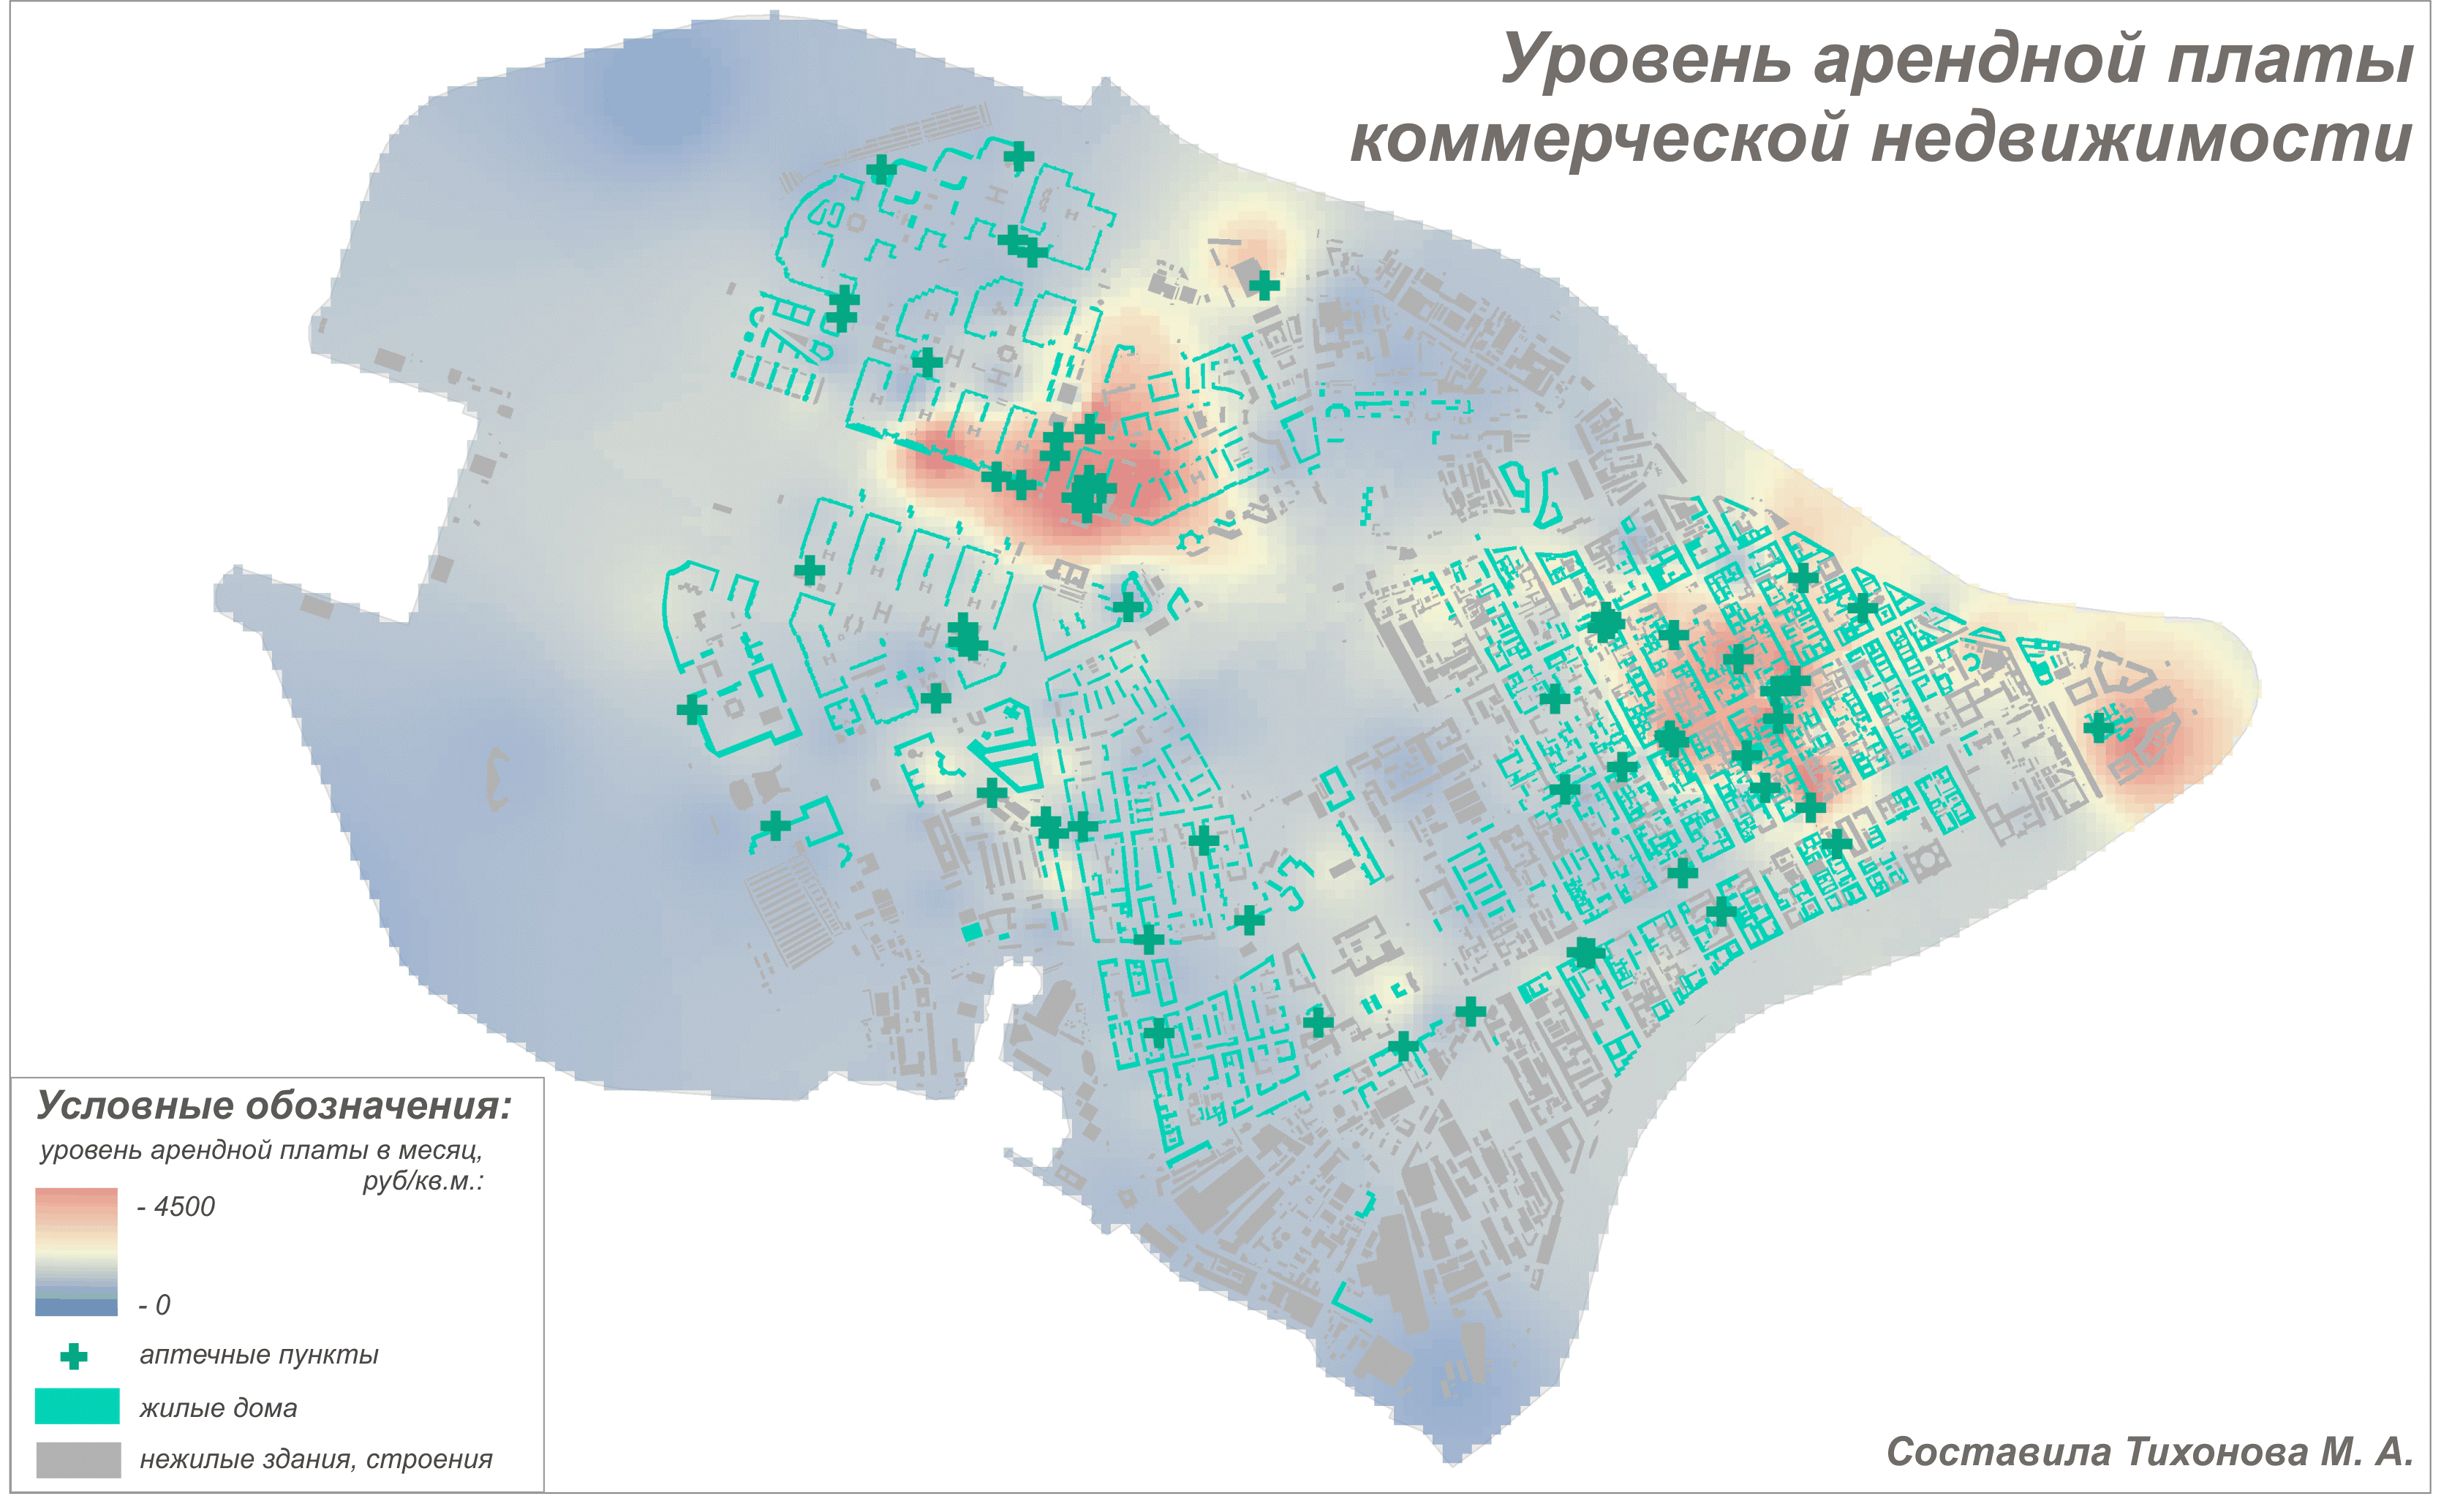 Уровень арендной платы
коммерческой недвижимости
Условные обозначения:
уровень арендной платы в месяц,
руб/кв.м.:
- 4500
- 0
аптечные пункты
жилые дома
нежилые здания, строения
Составила Тихонова М. А.